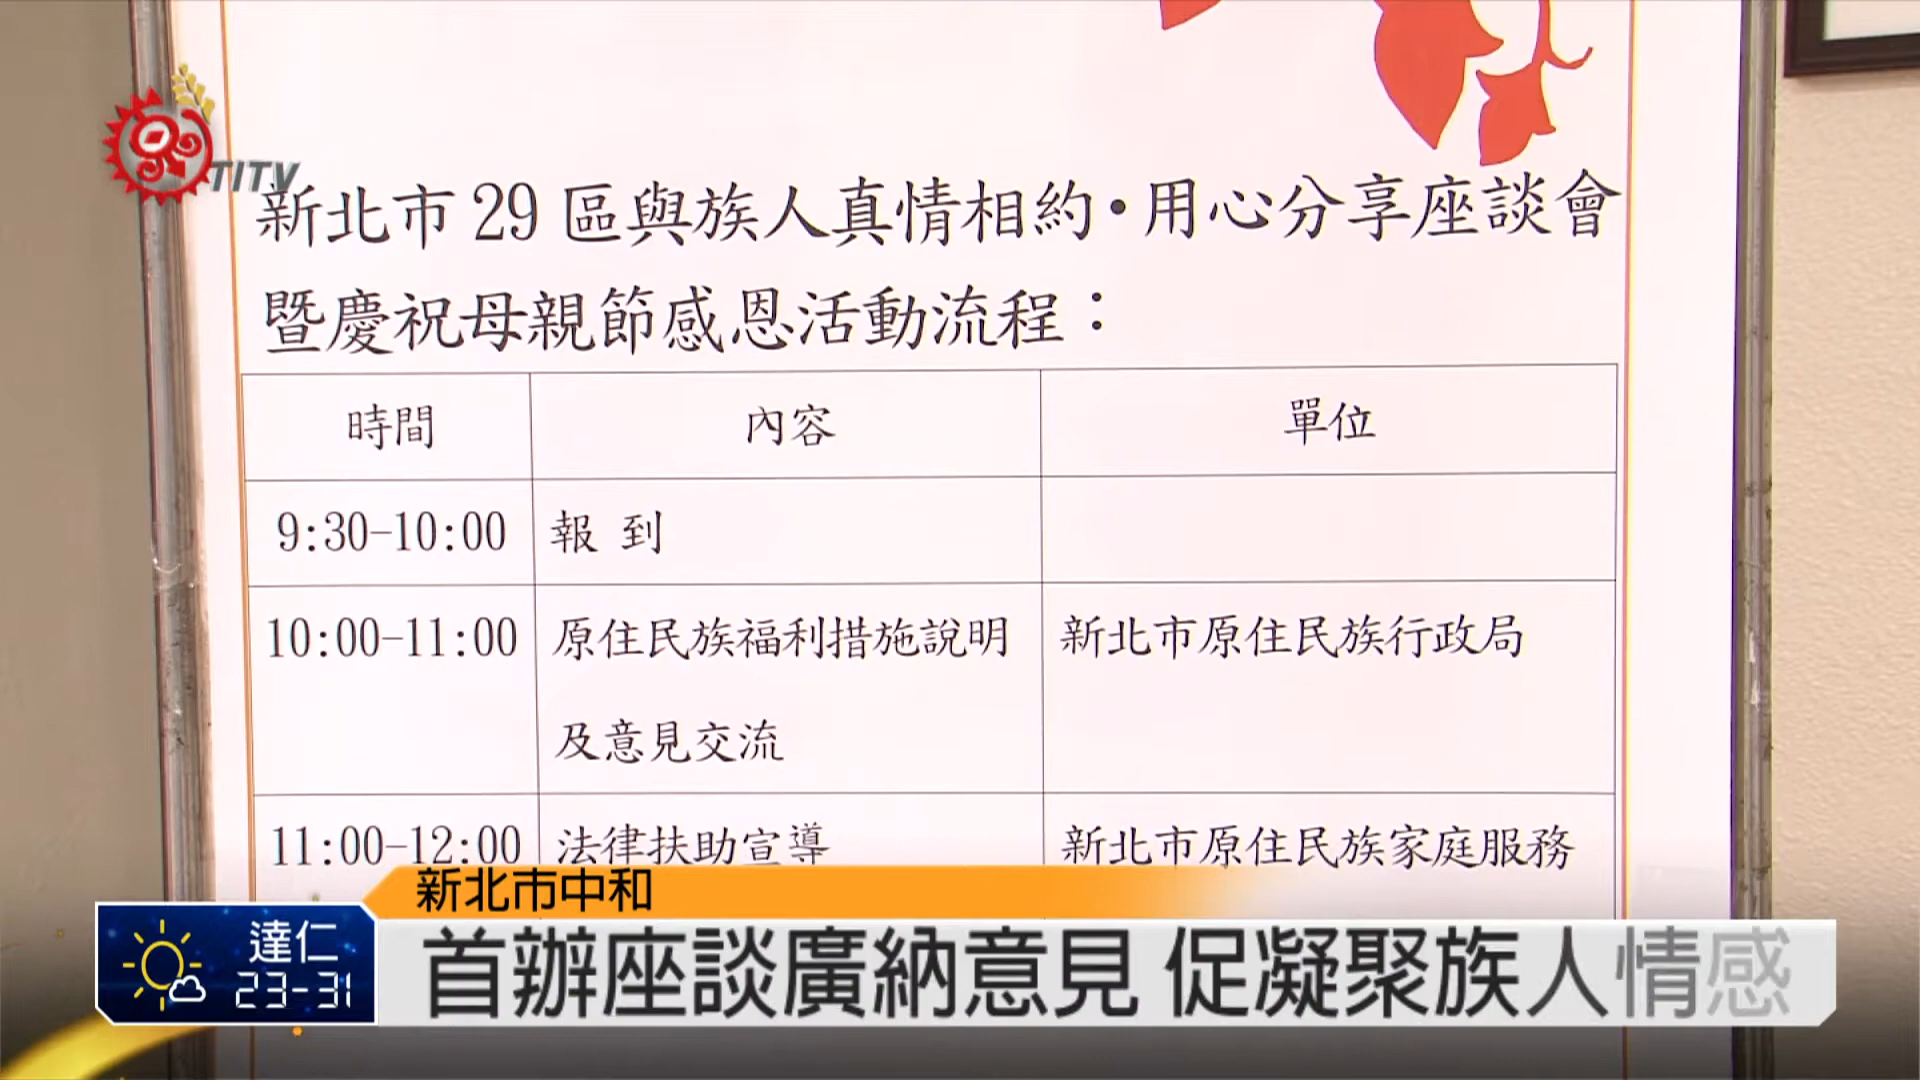 TITV
新北市 29 區與族人真情相約·用心分享座談會
暨慶祝母親節感恩活動流程：
時間 內容 單位
9:30-10:00 報 到
10:00-11:00 原住民族福利措施說明 新北市原住民族行政局
及意見交流
11:00-12:00 法律扶助宣導 新北市原住民族家庭服務
新北市中和
達仁
23-31
首辦座談廣納意見 促凝聚族人情感